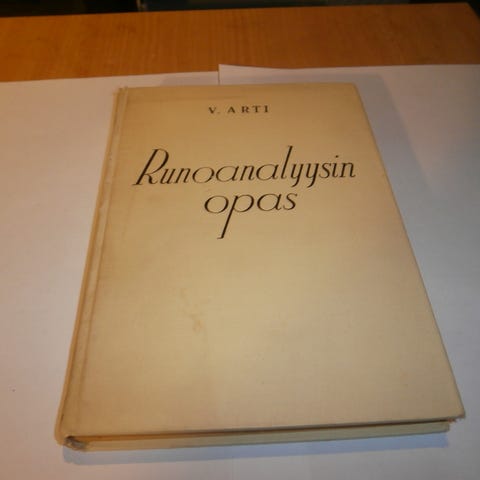 V. ARTI
Runoanalyysin
opas